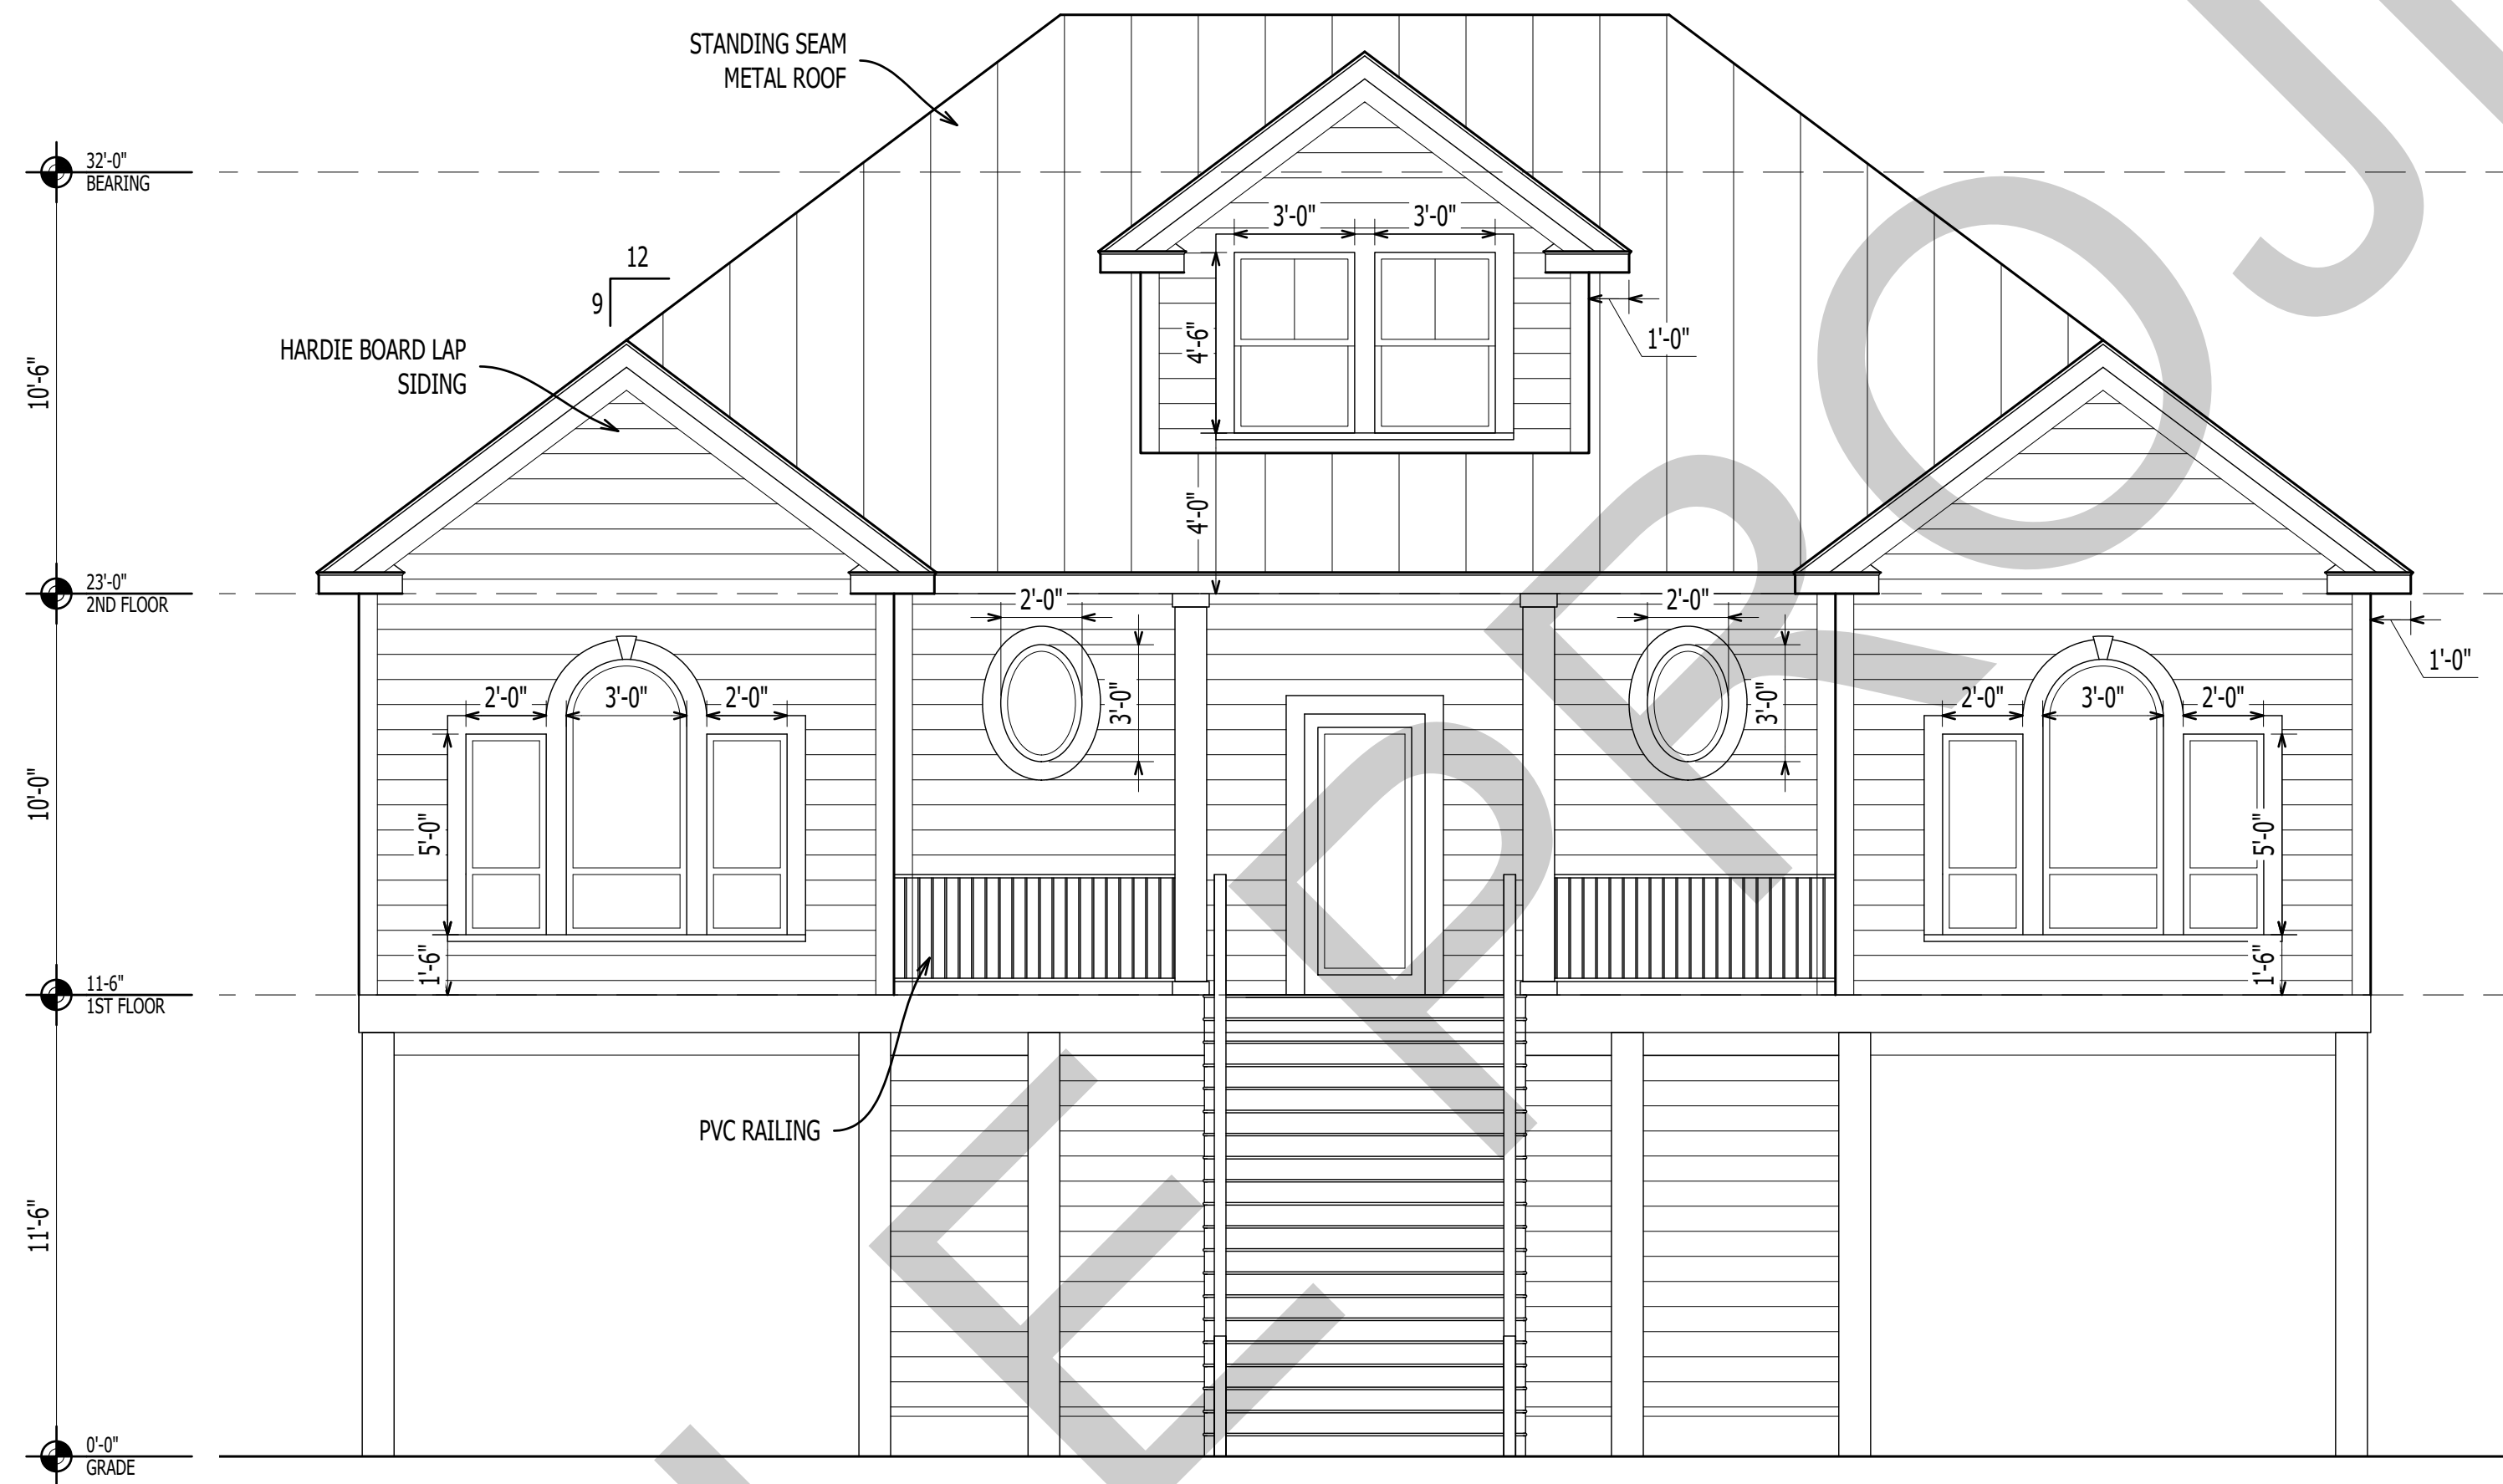 STANDING SEAM
METAL ROOF
32'-0"
BEARING
3'-0" 3'-0"
12
9
4'-6"
1'-0"
HARDIE BOARD LAP
SIDING
10'-6"
4'-0"
23'-0"
2ND FLOOR
2'-0" 2'-0"
1'-0"
2'-0" 3'-0" 2'-0" 3'-0" 3'-0" 2'-0" 3'-0" 2'-0"
10'-0"
5'-0" 5'-0"
1'-6" 1'-6"
11-6"
1ST FLOOR
PVC RAILING
11'-6"
0'-0"
GRADE
E PRO